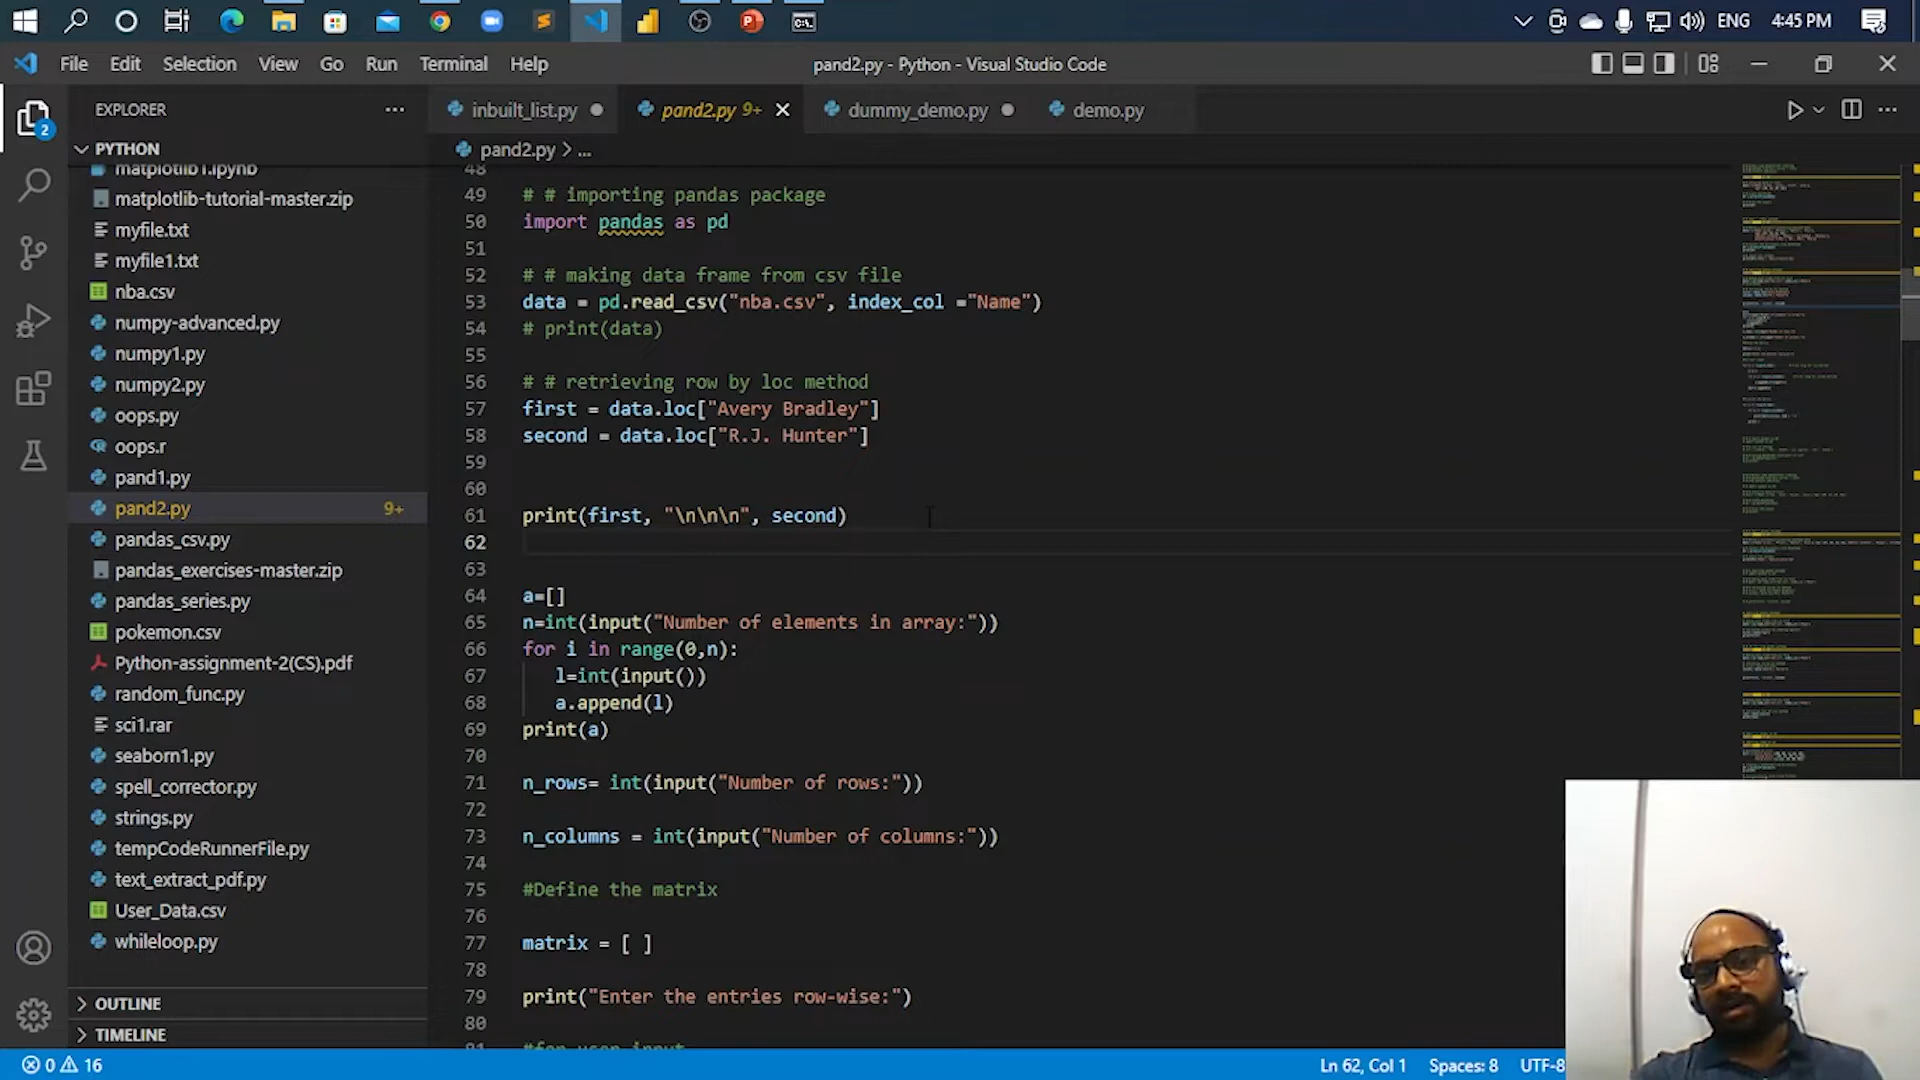 ENG 4:45 PM
File Edit Selection View Go Run Terminal Help
pand2.py - Python - Visual Studio Code
2
EXPLORER
inbuilt_list.py
pand2.py 9+
dummy_demo.py
demo.py
PYTHON
pand2.py > ...
matplotlib1.ipynb
matplotlib-tutorial-master.zip
myfile.txt
myfile1.txt
nba.csv
numpy-advanced.py
numpy1.py
numpy2.py
oops.py
oops.r
pand1.py
pand2.py 9+
pandas_csv.py
pandas_exercises-master.zip
pandas_series.py
pokemon.csv
Python-assignment-2(CS).pdf
random_func.py
sci1.rar
seaborn1.py
spell_corrector.py
strings.py
tempCodeRunnerFile.py
text_extract_pdf.py
User_Data.csv
whileloop.py
OUTLINE
TIMELINE
48
49 # # importing pandas package
50 import pandas as pd
51
52 # # making data frame from csv file
53 data = pd.read_csv("nba.csv", index_col ="Name")
54 # print(data)
55
56 # # retrieving row by loc method
57 first = data.loc["Avery Bradley"]
58 second = data.loc["R.J. Hunter"]
59
60
61 print(first, "\n\n\n", second)
62
63
64 a=[]
65 n=int(input("Number of elements in array:"))
66 for i in range(0,n):
67 l=int(input())
68 a.append(l)
69 print(a)
70
71 n_rows= int(input("Number of rows:"))
72
73 n_columns = int(input("Number of columns:"))
74
75 #Define the matrix
76
77 matrix = [ ]
78
79 print("Enter the entries row-wise:")
80
81 #for user input
0 16
Ln 62, Col 1 Spaces: 8 UTF-8